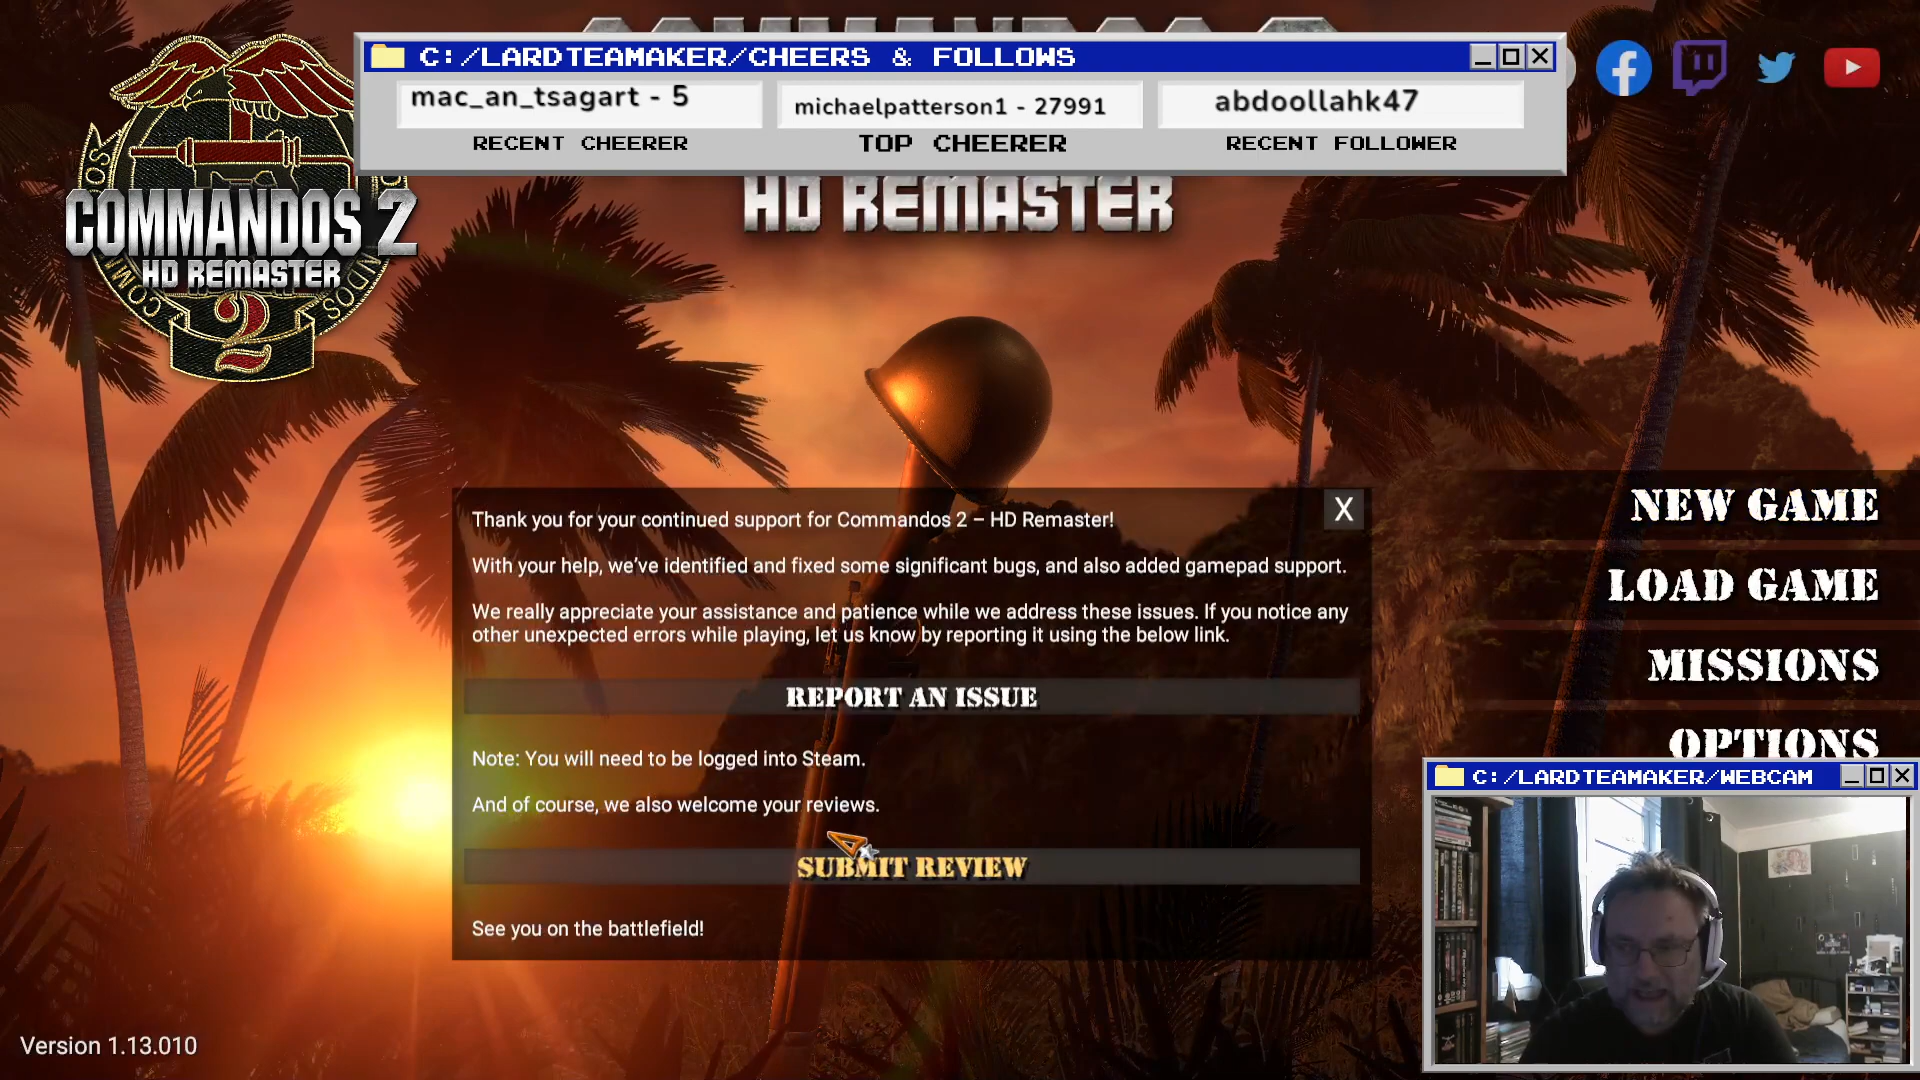 C:/LARDTEAMAKER/CHEERS & FOLLOWS
mac_an_tsagart - 5
michaelpatterson1 - 27991
abdoollahk47
RECENT CHEERER
TOP CHEERER
RECENT FOLLOWER
COMMANDOS 2
HD REMASTER
2
HD REMASTER
Thank you for your continued support for Commandos 2 – HD Remaster!
X
With your help, we've identified and fixed some significant bugs, and also added gamepad support.
We really appreciate your assistance and patience while we address these issues. If you notice any
other unexpected errors while playing, let us know by reporting it using the below link.
REPORT AN ISSUE
Note: You will need to be logged into Steam.
And of course, we also welcome your reviews.
SUBMIT REVIEW
See you on the battlefield!
NEW GAME
LOAD GAME
MISSIONS
OPTIONS
C:/LARDTEAMAKER/WEBCAM
Version 1.13.010